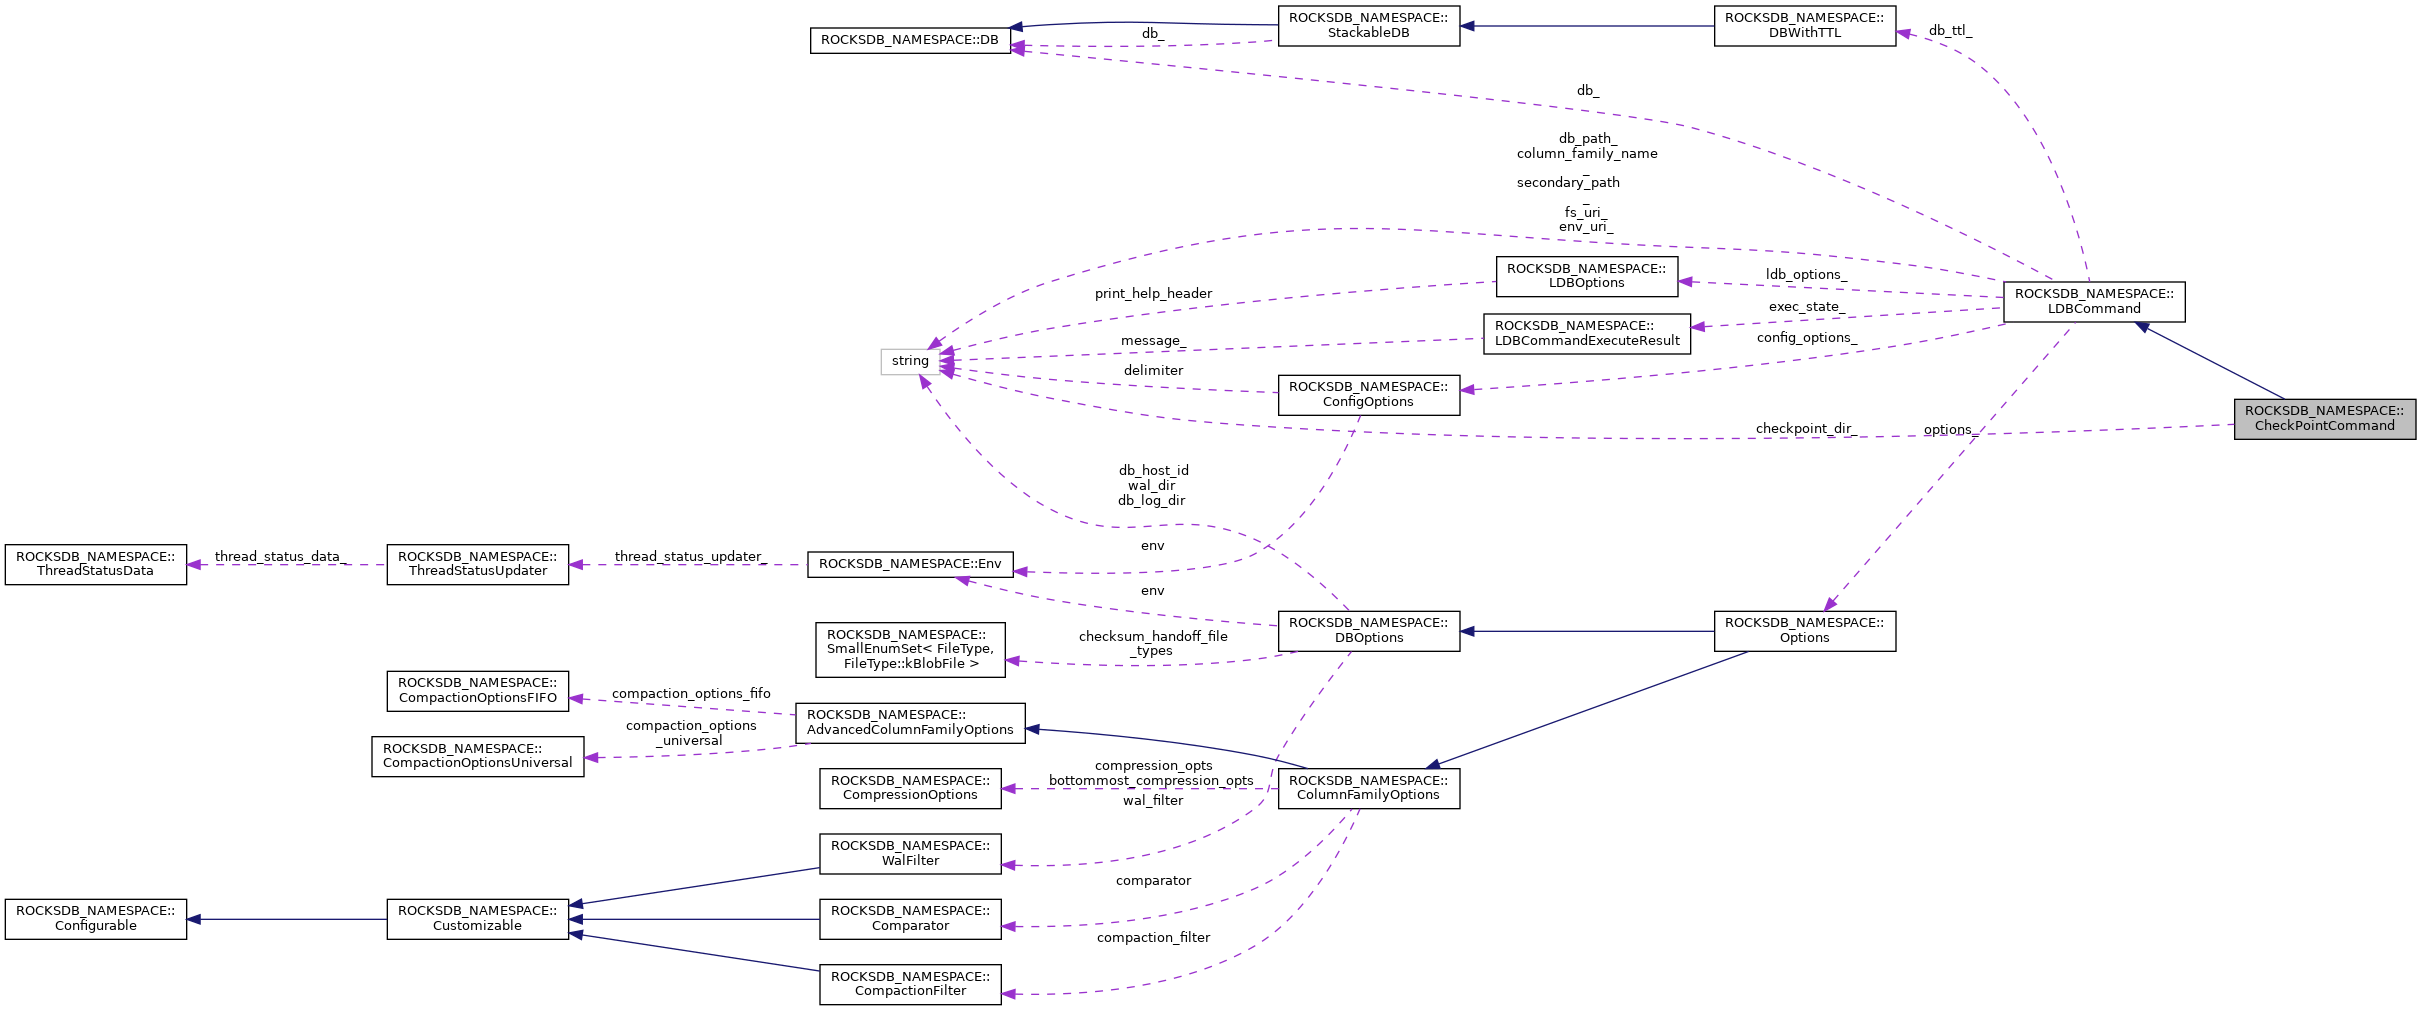 ROCKSDB_NAMESPACE::DB
ROCKSDB_NAMESPACE::
StackableDB
ROCKSDB_NAMESPACE::
DBWithTTL
db_
db_ttl_
db_
db_path_
column_family_name
_
secondary_path
_
fs_uri_
env_uri_
ROCKSDB_NAMESPACE::
LDBOptions
ldb_options_
ROCKSDB_NAMESPACE::
LDBCommand
print_help_header
exec_state_
ROCKSDB_NAMESPACE::
LDBCommandExecuteResult
message_
config_options_
string
delimiter
ROCKSDB_NAMESPACE::
ConfigOptions
ROCKSDB_NAMESPACE::
CheckPointCommand
checkpoint_dir_
options_
db_host_id
wal_dir
db_log_dir
env
ROCKSDB_NAMESPACE::
ThreadStatusData
thread_status_data_
ROCKSDB_NAMESPACE::
ThreadStatusUpdater
thread_status_updater_
ROCKSDB_NAMESPACE::Env
env
ROCKSDB_NAMESPACE::
DBOptions
ROCKSDB_NAMESPACE::
Options
ROCKSDB_NAMESPACE::
SmallEnumSet< FileType,
FileType::kBlobFile >
checksum_handoff_file
_types
ROCKSDB_NAMESPACE::
CompactionOptionsFIFO
compaction_options_fifo
ROCKSDB_NAMESPACE::
AdvancedColumnFamilyOptions
compaction_options
_universal
ROCKSDB_NAMESPACE::
CompactionOptionsUniversal
compression_opts
bottommost_compression_opts
ROCKSDB_NAMESPACE::
CompressionOptions
ROCKSDB_NAMESPACE::
ColumnFamilyOptions
wal_filter
ROCKSDB_NAMESPACE::
WalFilter
comparator
ROCKSDB_NAMESPACE::
Configurable
ROCKSDB_NAMESPACE::
Customizable
ROCKSDB_NAMESPACE::
Comparator
compaction_filter
ROCKSDB_NAMESPACE::
CompactionFilter